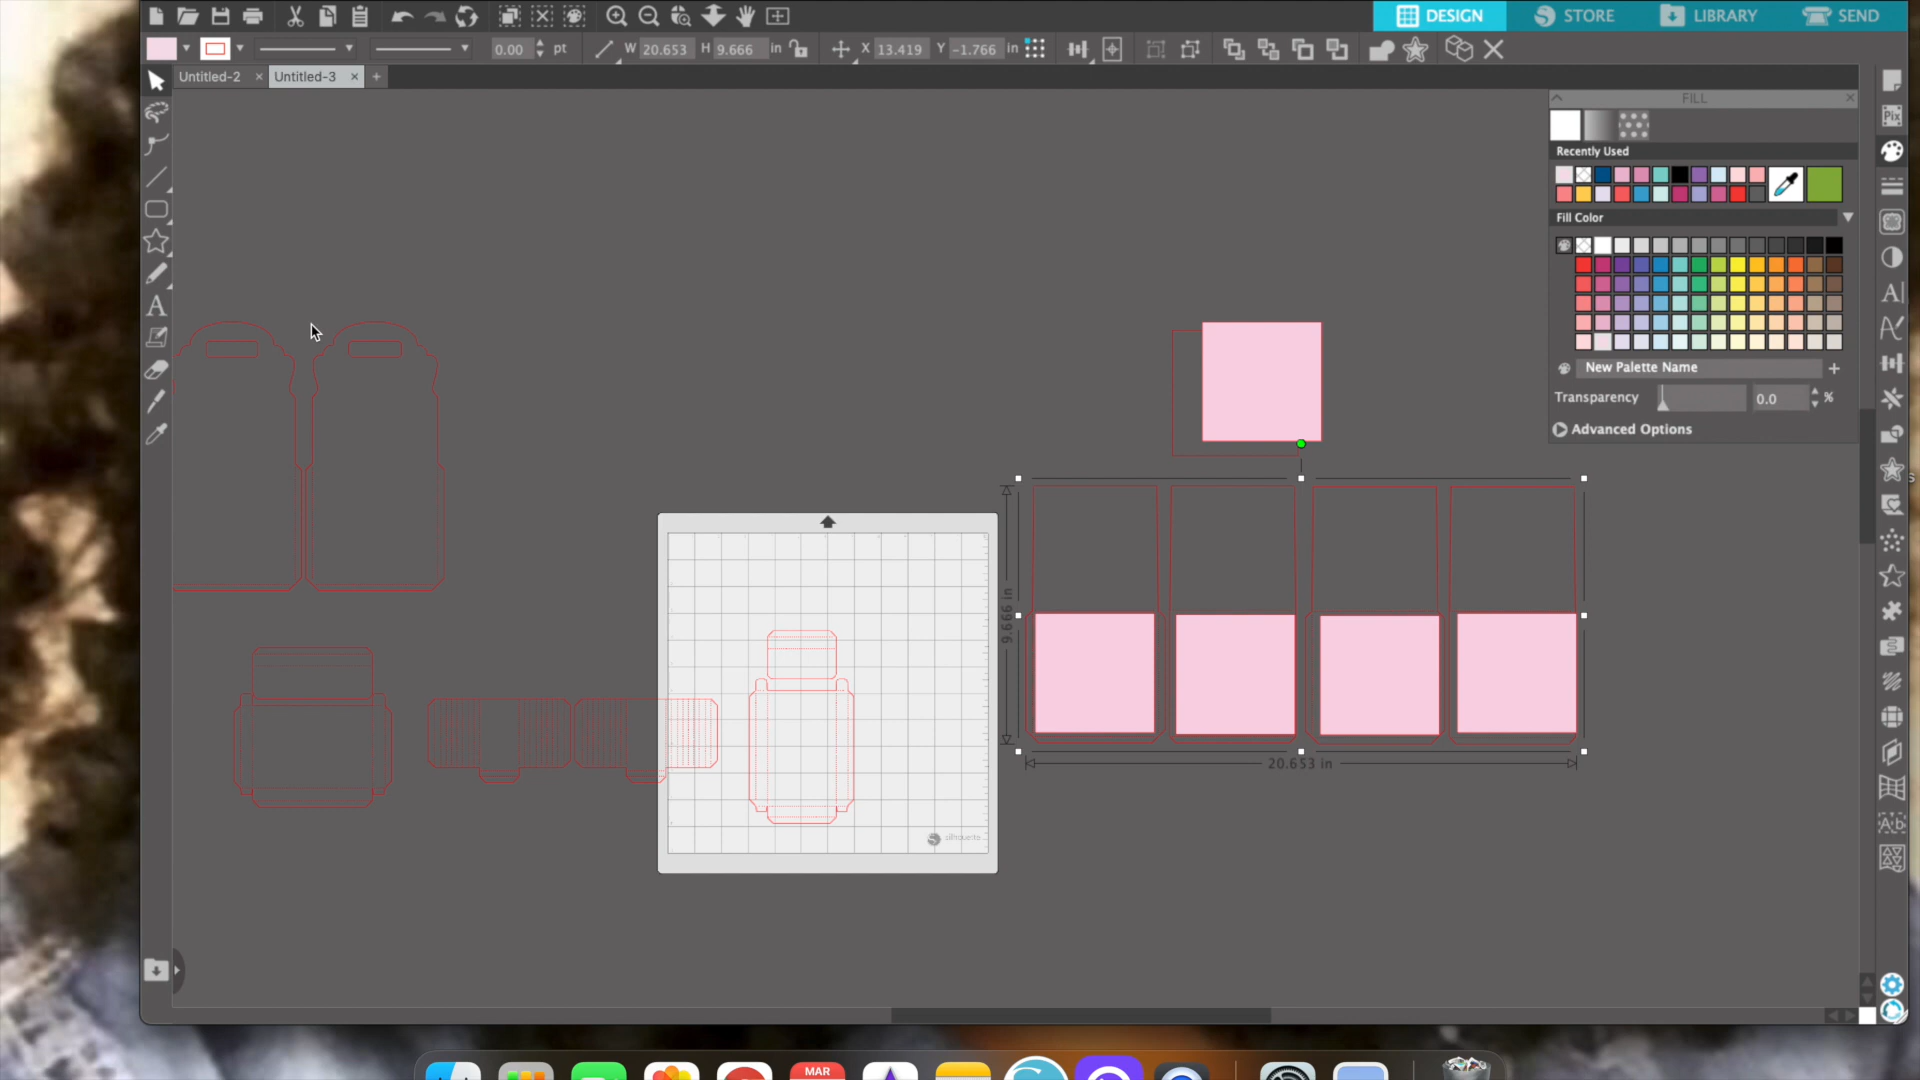 DESIGN
STORE
LIBRARY
SEND
0.00 pt
W 20.653 H 9.666 in
X 13.419 Y -1.766 in
Untitled-2
Untitled-3
FILL
Pix
Recently Used
Fill Color
New Palette Name
Transparency
0.0 %
Advanced Options
9.666 in
20.653 in
silhouette
MAR